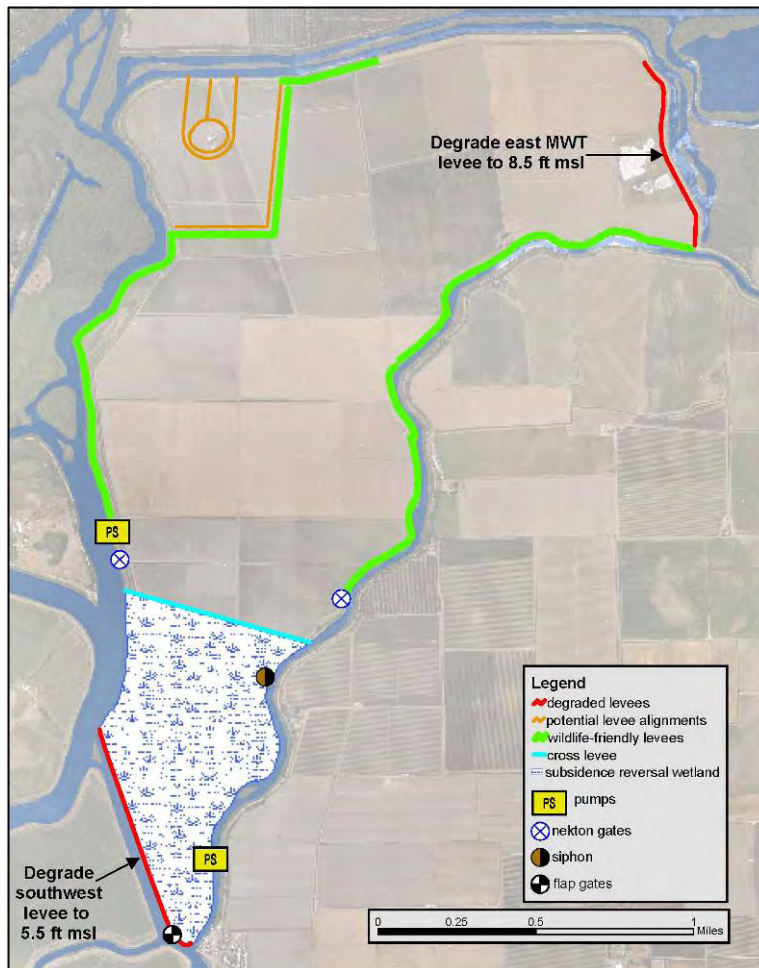 Degrade east MWT
levee to 8.5 ft msl
PS
Legend
degraded levees
potential levee alignments
wildlife-friendly levees
cross levee
subsidence reversal wetland
PS pumps
nekton gates
siphon
flap gates
PS
Degrade
southwest
levee to
5.5 ft msl
0 0.25 0.5 1
Miles